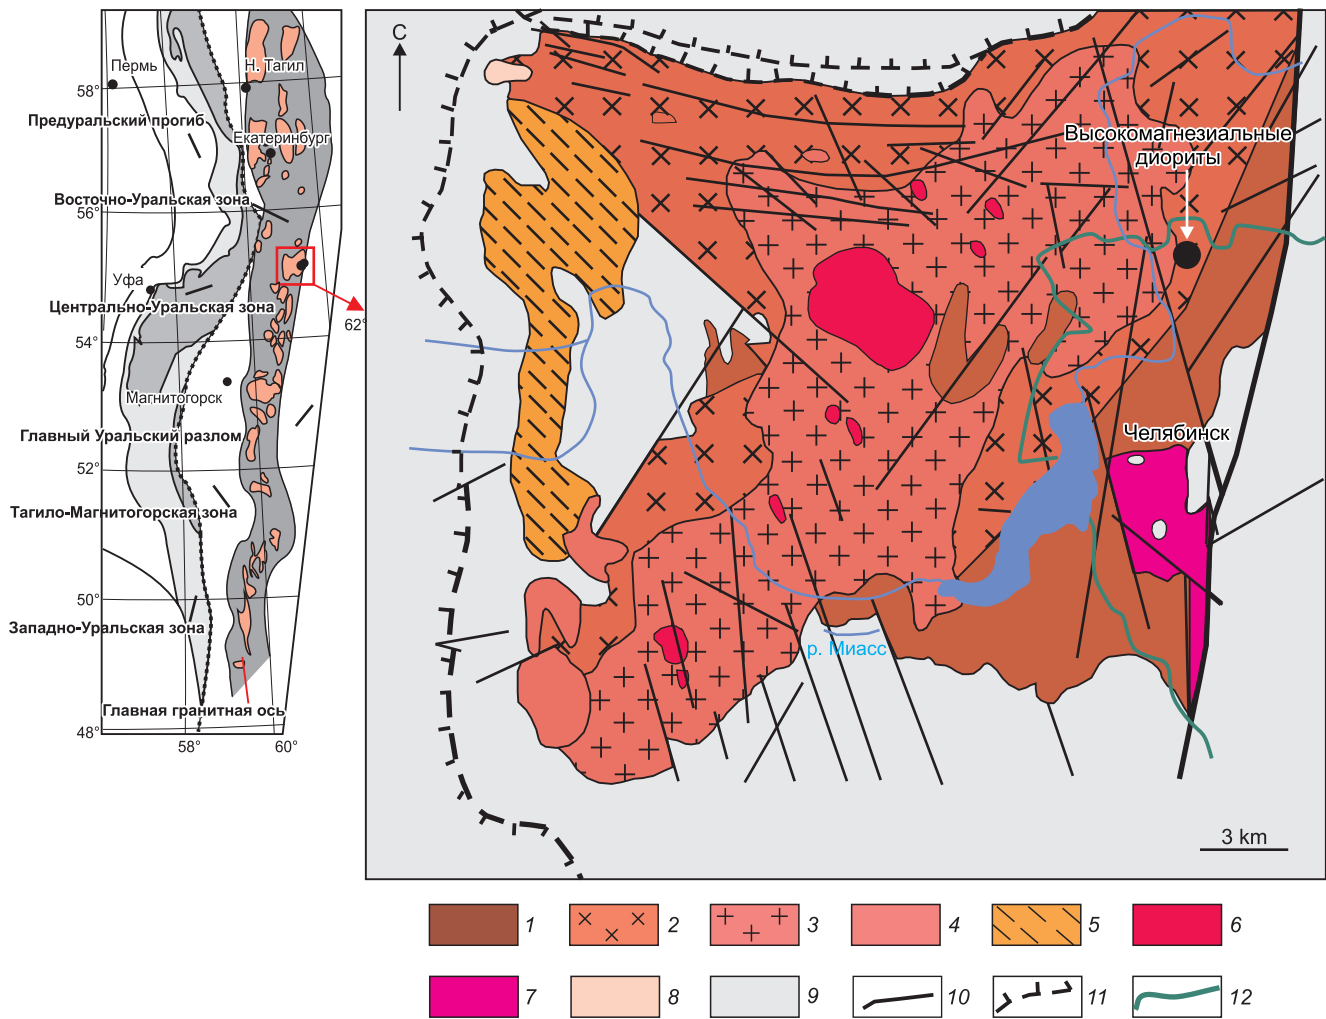 Пермь
Н. Тагил
58°
Предуральский прогиб
Екатеринбург
Восточно-Уральская зона
56°
Уфа
Центрально-Уральская зона
62°
54°
Магнитогорск
Главный Уральский разлом
52°
Тагило-Магнитогорская зона
50°
Западно-Уральская зона
Главная гранитная ось
48°
58°
60°
С
Высокомагнезиальные
диориты
Челябинск
р. Миасс
3 km
1
2
3
4
5
6
7
8
9
10
11
12